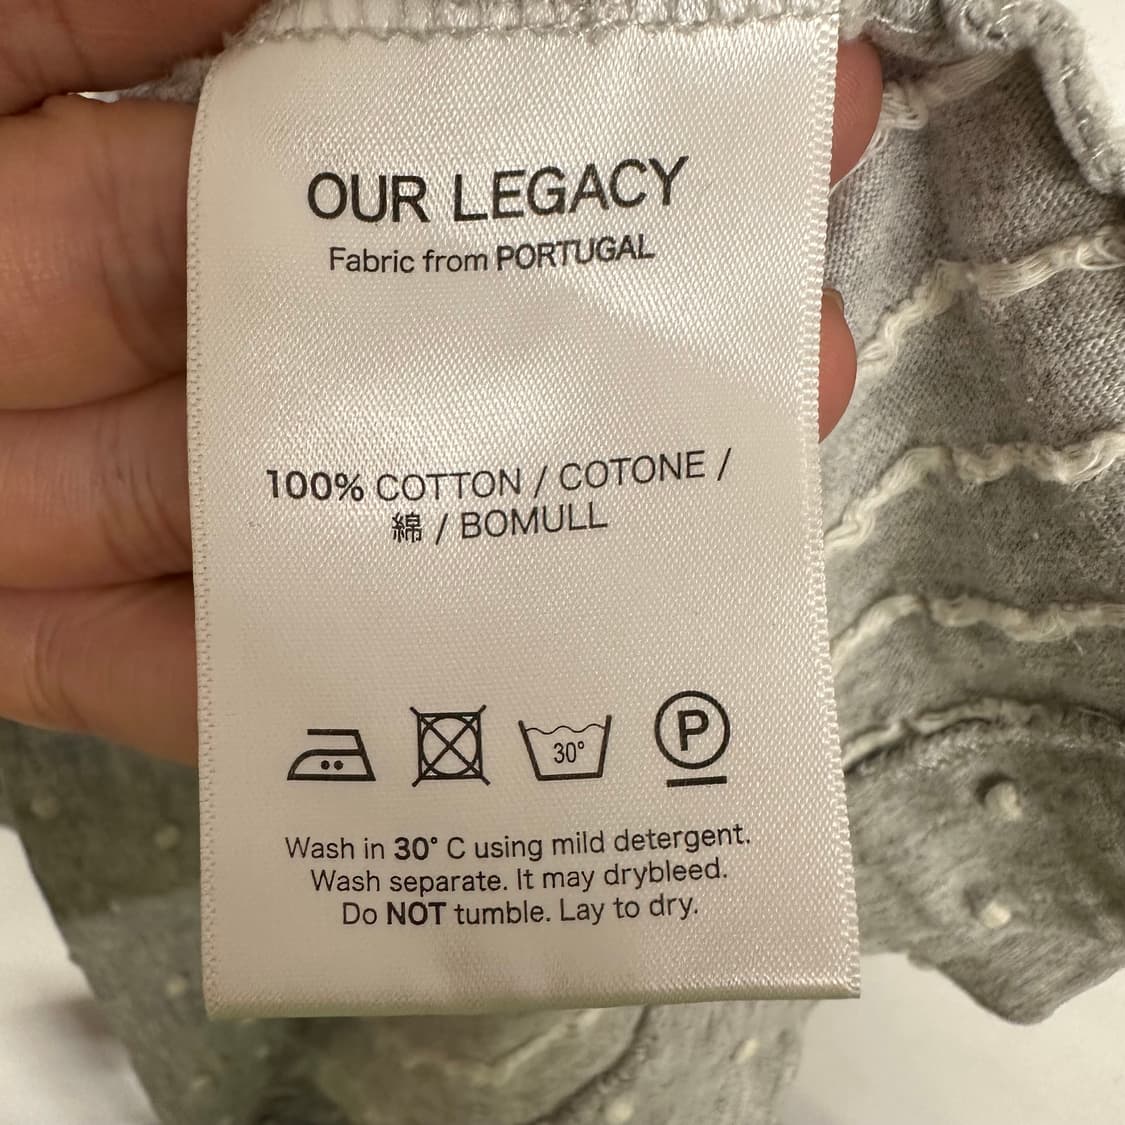 OUR LEGACY
Fabric from PORTUGAL
100% COTTON / COTONE /
綿 / BOMULL
30°
P
Wash in 30° C using mild detergent.
Wash separate. It may drybleed.
Do NOT tumble. Lay to dry.